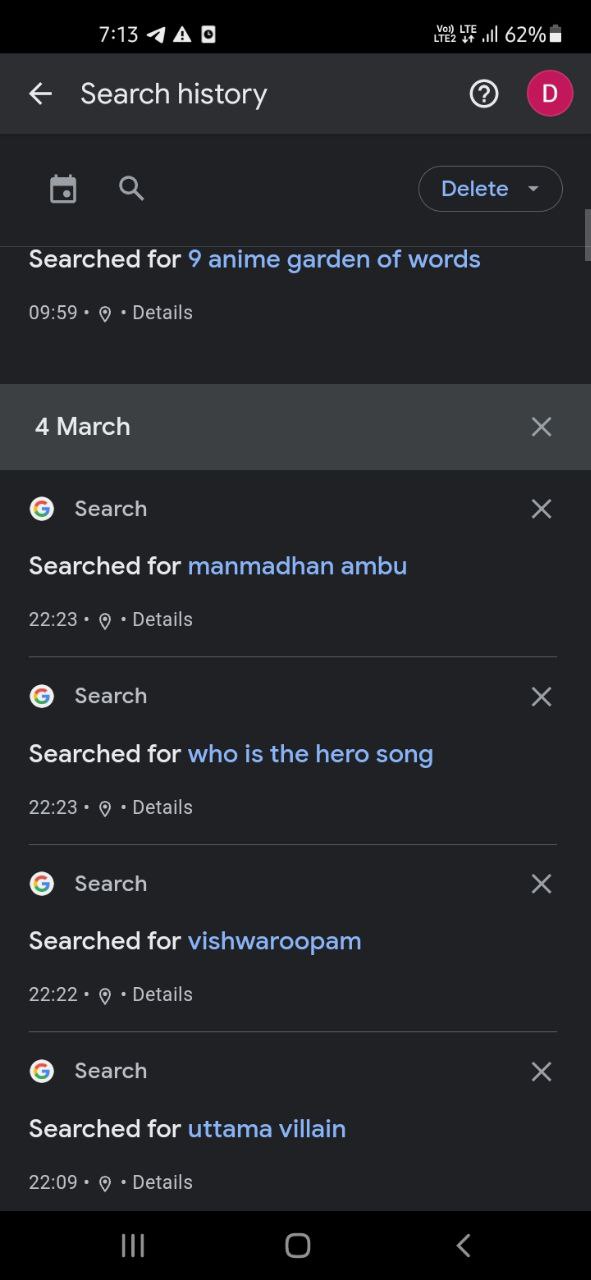 7:13 Vo) LTE LTE2 62%
Search history D
Delete
Searched for 9 anime garden of words
09:59 • • Details
4 March
Search
Searched for manmadhan ambu
22:23 • • Details
Search
Searched for who is the hero song
22:23 • • Details
Search
Searched for vishwaroopam
22:22 • • Details
Search
Searched for uttama villain
22:09 • • Details